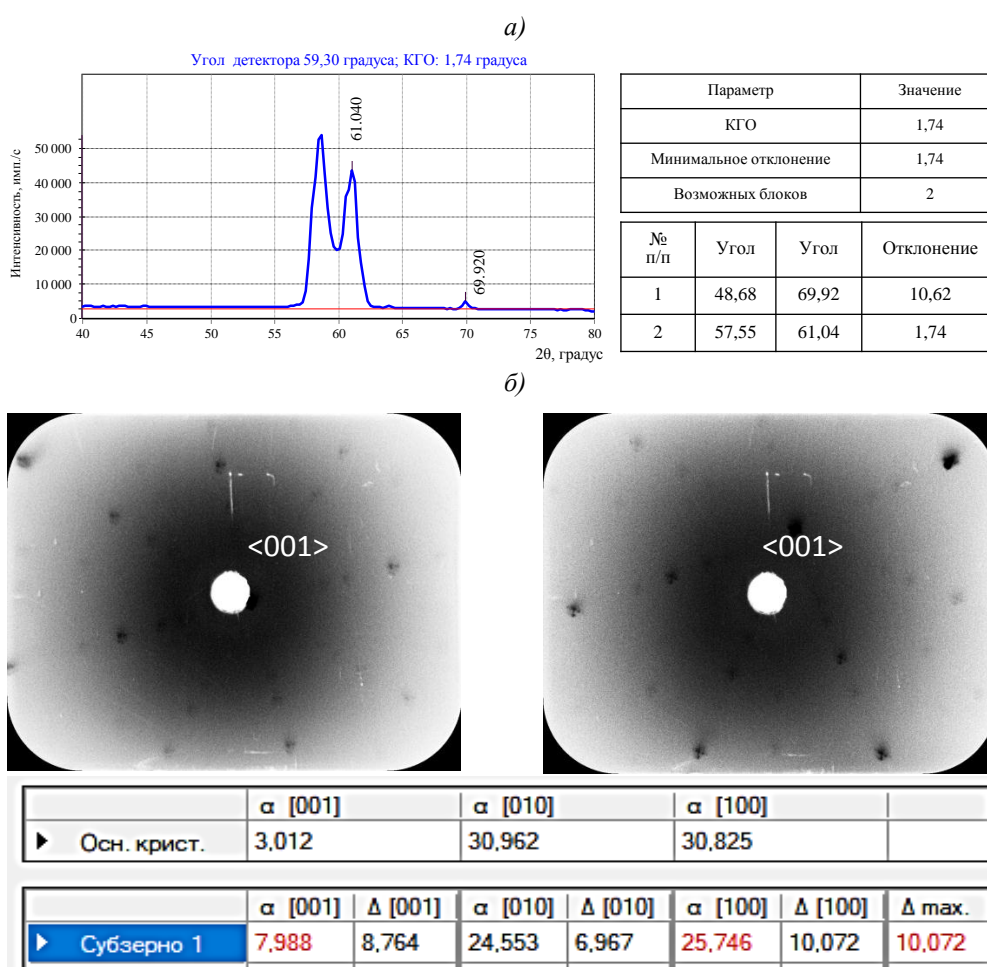 а)
Угол детектора 59,30 градуса; КГО: 1,74 градуса
Интенсивность, имп./с
50 000
40 000
30 000
20 000
10 000
0
61.040
69.920
40 45 50 55 60 65 70 75 80
2θ, градус
Параметр Значение
КГО 1,74
Минимальное отклонение 1,74
Возможных блоков 2
№ п/п Угол Угол Отклонение
1 48,68 69,92 10,62
2 57,55 61,04 1,74
б)
<001>
<001>
α [001] α [010] α [100]
Осн. крист. 3,012 30,962 30,825
α [001] Δ [001] α [010] Δ [010] α [100] Δ [100] Δ max.
Субзерно 1 7,988 8,764 24,553 6,967 25,746 10,072 10,072